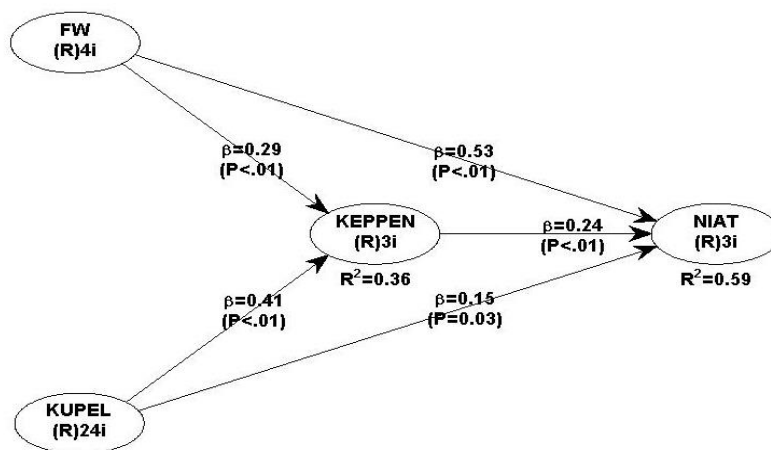 FW
(R)4i
β=0.29
(P<.01)
β=0.53
(P<.01)
KEPPEN
(R)3i
R²=0.36
β=0.24
(P<.01)
NIAT
(R)3i
R²=0.59
β=0.41
(P<.01)
β=0.15
(P=0.03)
KUPEL
(R)24i